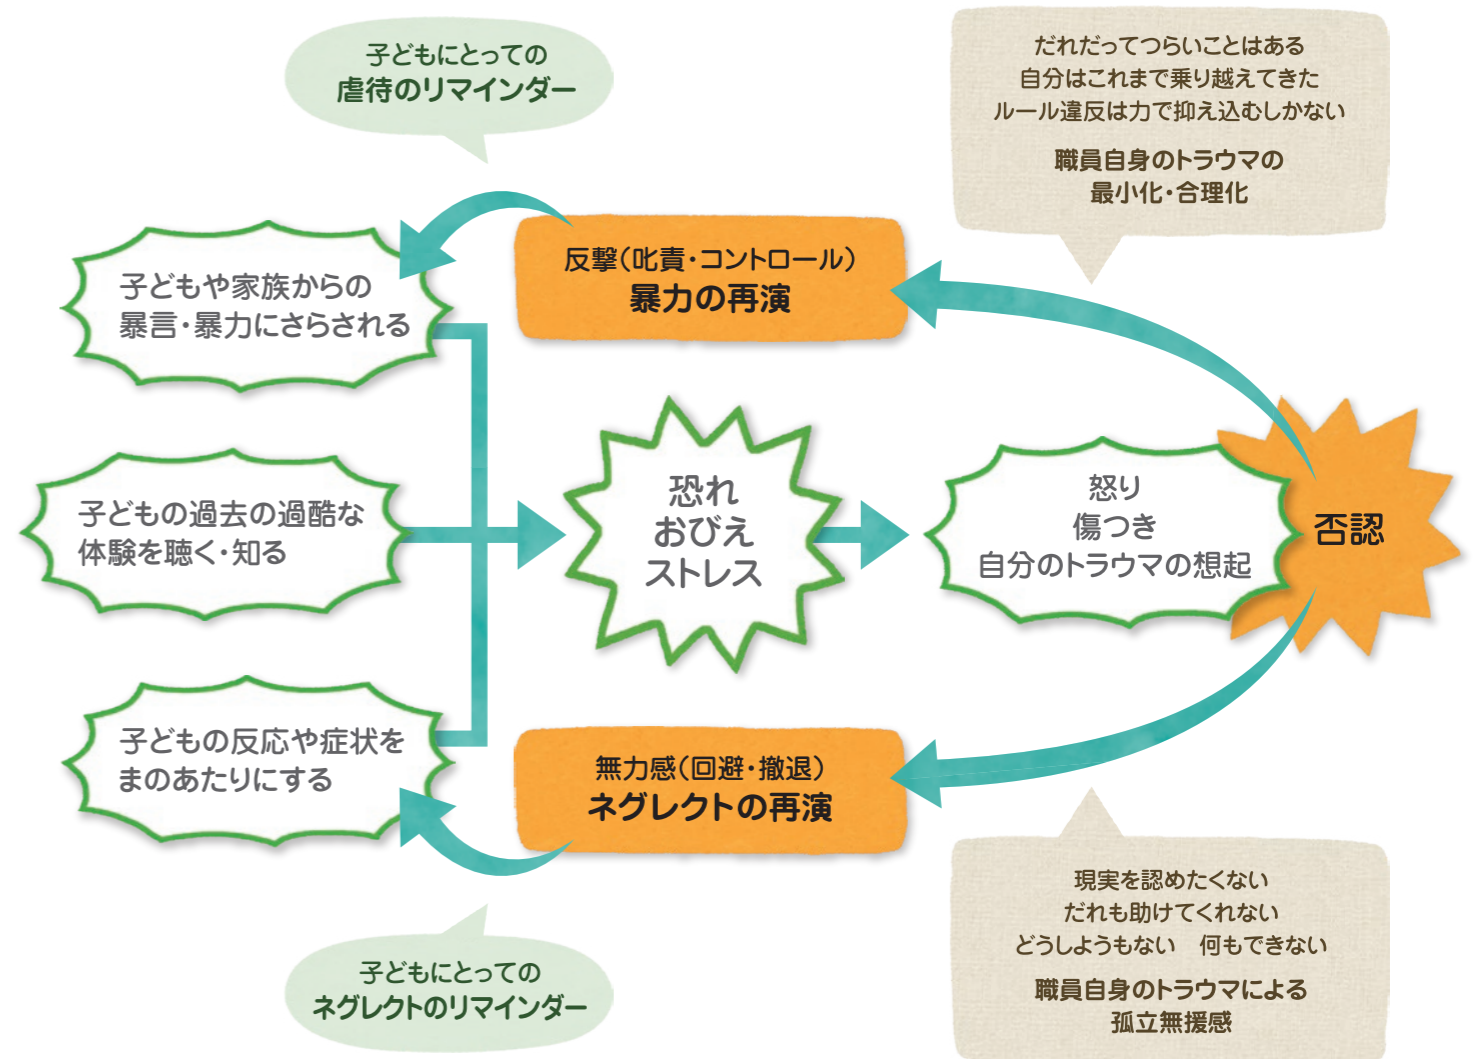 子どもにとっての
虐待のリマインダー
だれだってつらいことはある
自分はこれまで乗り越えてきた
ルール違反は力で抑え込むしかない
職員自身のトラウマの
最小化・合理化
反撃(叱責・コントロール)
暴力の再演
子どもや家族からの
暴言・暴力にさらされる
子どもの過去の過酷な
体験を聴く・知る
恐れ
おびえ
ストレス
怒り
傷つき
自分のトラウマの想起
否認
子どもの反応や症状を
まのあたりにする
無力感(回避・撤退)
ネグレクトの再演
子どもにとっての
ネグレクトのリマインダー
現実を認めたくない
だれも助けてくれない
どうしようもない　何もできない
職員自身のトラウマによる
孤立無援感